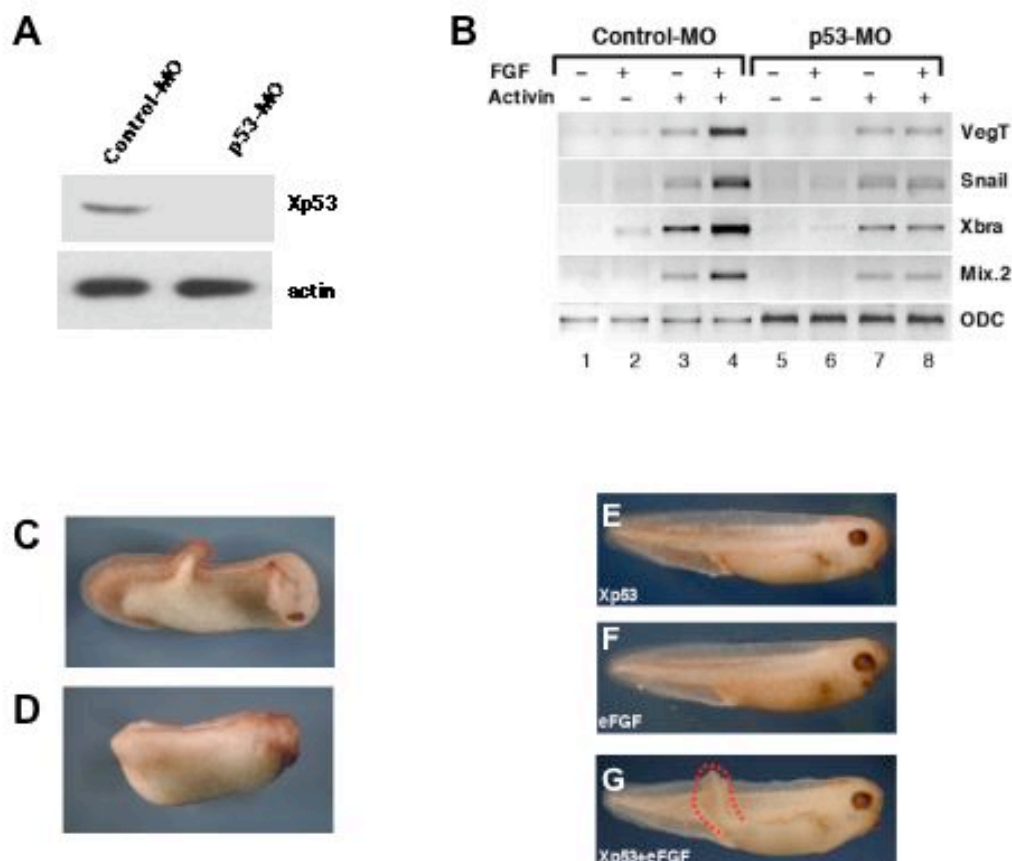 A
Control-MO
p53-MO
Xp53
actin
B
Control-MO p53-MO
FGF - + - + - + - +
Activin - - + + - - + +
VegT
Snail
Xbra
Mix.2
ODC
1 2 3 4 5 6 7 8
C
D
E
Xp53
F
eFGF
G
Xp53+eFGF